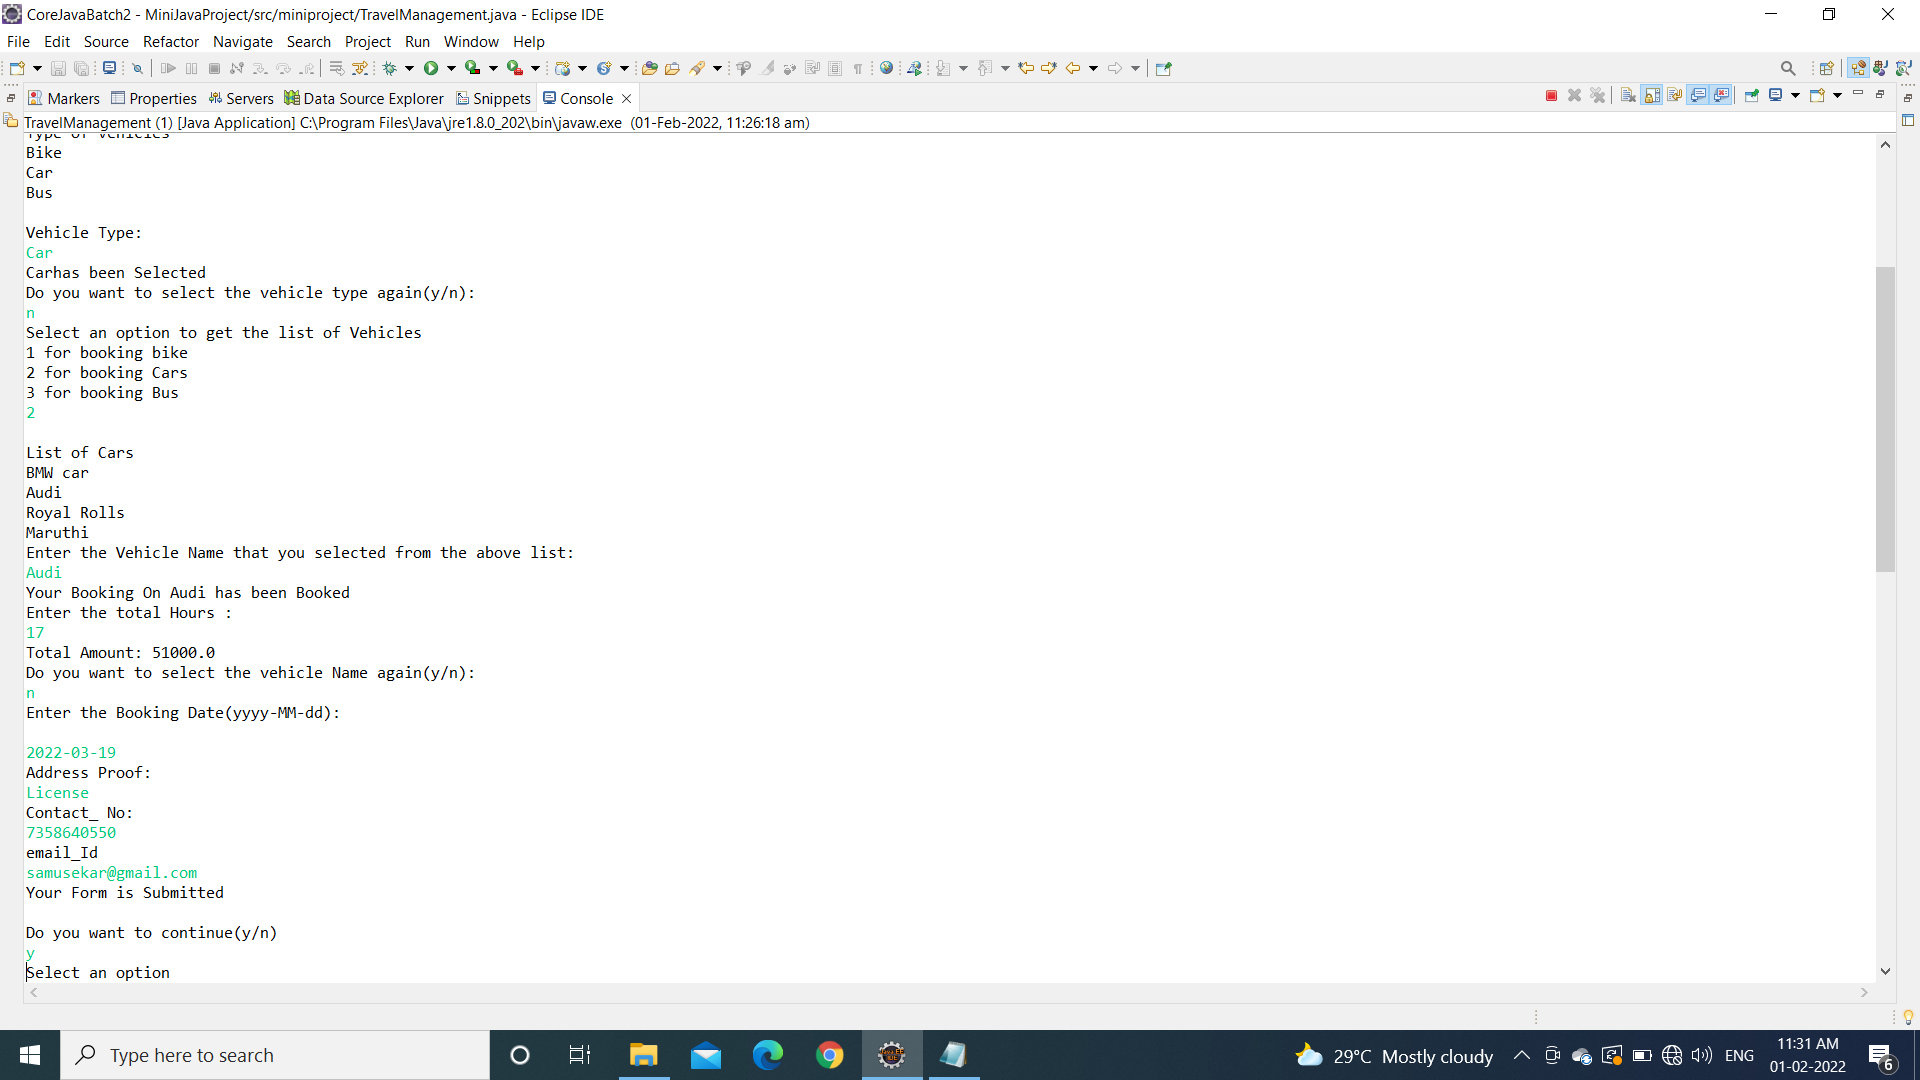 CoreJavaBatch2 - MiniJavaProject/src/miniproject/TravelManagement.java - Eclipse IDE
File Edit Source Refactor Navigate Search Project Run Window Help
Markers Properties Servers Data Source Explorer Snippets Console
TravelManagement (1) [Java Application] C:\Program Files\Java\jre1.8.0_202\bin\javaw.exe (01-Feb-2022, 11:26:18 am)
Type of Vehicles
Bike
Car
Bus
Vehicle Type:
Car
Carhas been Selected
Do you want to select the vehicle type again(y/n):
n
Select an option to get the list of Vehicles
1 for booking bike
2 for booking Cars
3 for booking Bus
2
List of Cars
BMW car
Audi
Royal Rolls
Maruthi
Enter the Vehicle Name that you selected from the above list:
Audi
Your Booking On Audi has been Booked
Enter the total Hours :
17
Total Amount: 51000.0
Do you want to select the vehicle Name again(y/n):
n
Enter the Booking Date(yyyy-MM-dd):
2022-03-19
Address Proof:
License
Contact_ No:
7358640550
email_Id
samusekar@gmail.com
Your Form is Submitted
Do you want to continue(y/n)
y
Select an option
Type here to search
29°C Mostly cloudy
ENG
11:31 AM
01-02-2022
6